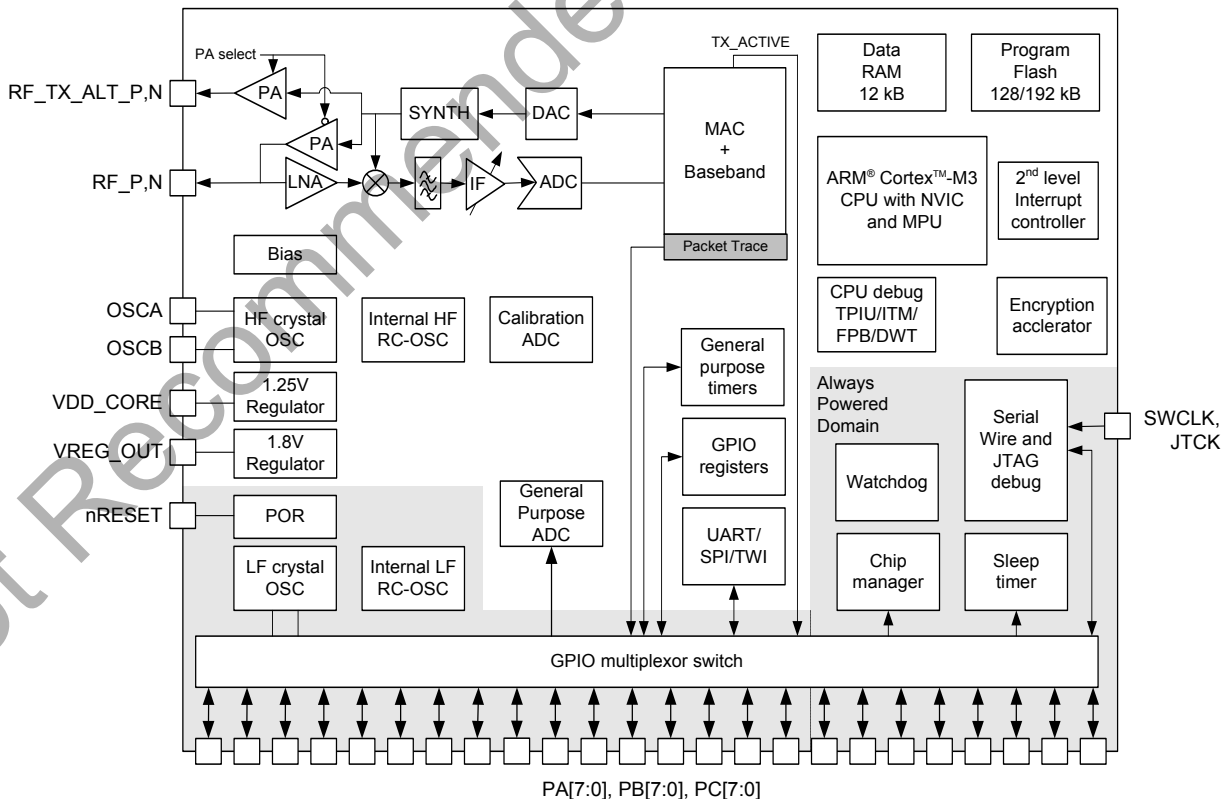 PA select
TX_ACTIVE
RF_TX_ALT_P,N
PA
SYNTH
DAC
MAC
+
Baseband
Data
RAM
12 kB
Program
Flash
128/192 kB
PA
RF_P,N
LNA
IF
ADC
ARM® Cortex™-M3
CPU with NVIC
and MPU
2nd level
Interrupt
controller
Packet Trace
Bias
OSCA
OSCB
HF crystal
OSC
Internal HF
RC-OSC
Calibration
ADC
CPU debug
TPIU/ITM/
FPB/DWT
Encryption
acclerator
General
purpose
timers
VDD_CORE
1.25V
Regulator
Always
Powered
Domain
Serial
Wire and
JTAG
debug
SWCLK,
JTCK
VREG_OUT
1.8V
Regulator
GPIO
registers
Watchdog
nRESET
POR
General
Purpose
ADC
UART/
SPI/TWI
LF crystal
OSC
Internal LF
RC-OSC
Chip
manager
Sleep
timer
GPIO multiplexor switch
PA[7:0], PB[7:0], PC[7:0]
Recommende